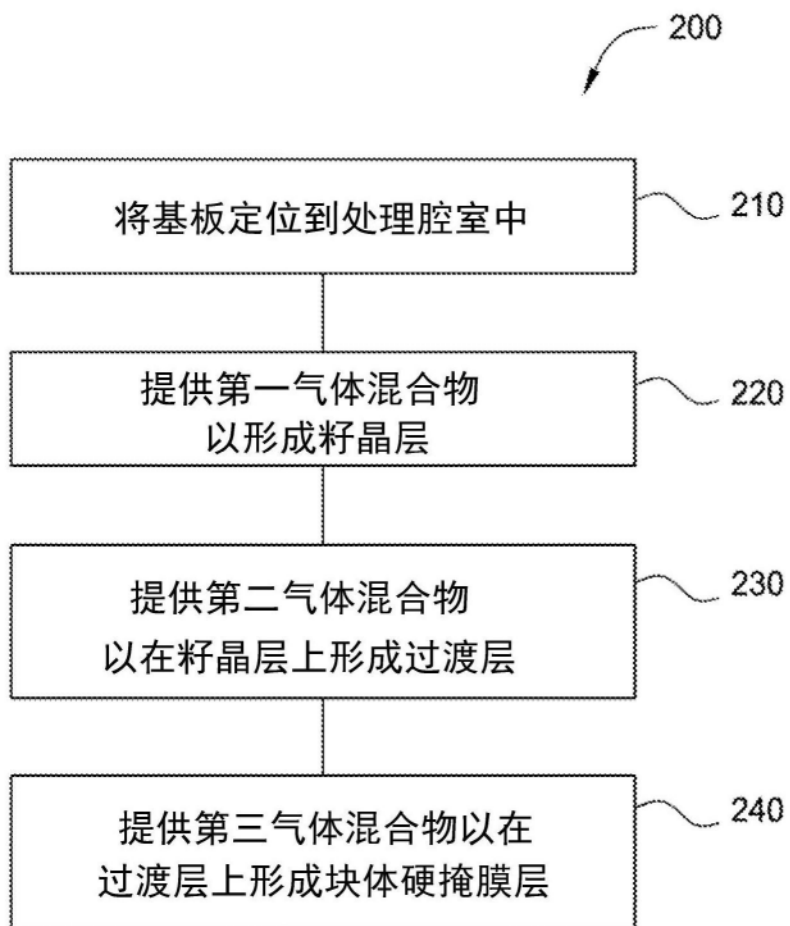 200
将基板定位到处理腔室中
210
提供第一气体混合物
以形成籽晶层
220
提供第二气体混合物
以在籽晶层上形成过渡层
230
提供第三气体混合物以在
过渡层上形成块体硬掩膜层
240